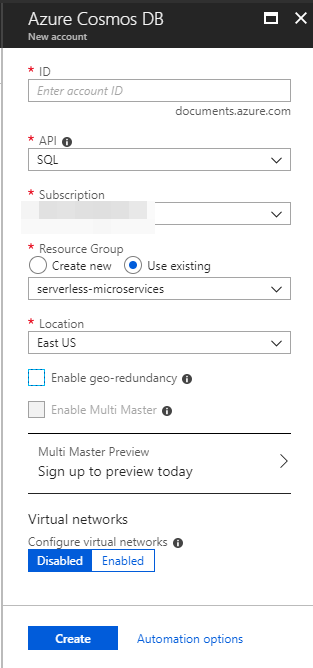 Azure Cosmos DB
New account
* ID
Enter account ID
documents.azure.com
* API
SQL
* Subscription
* Resource Group
Create new Use existing
serverless-microservices
* Location
East US
Enable geo-redundancy
Enable Multi Master
Multi Master Preview
Sign up to preview today
Virtual networks
Configure virtual networks
Disabled Enabled
Create Automation options